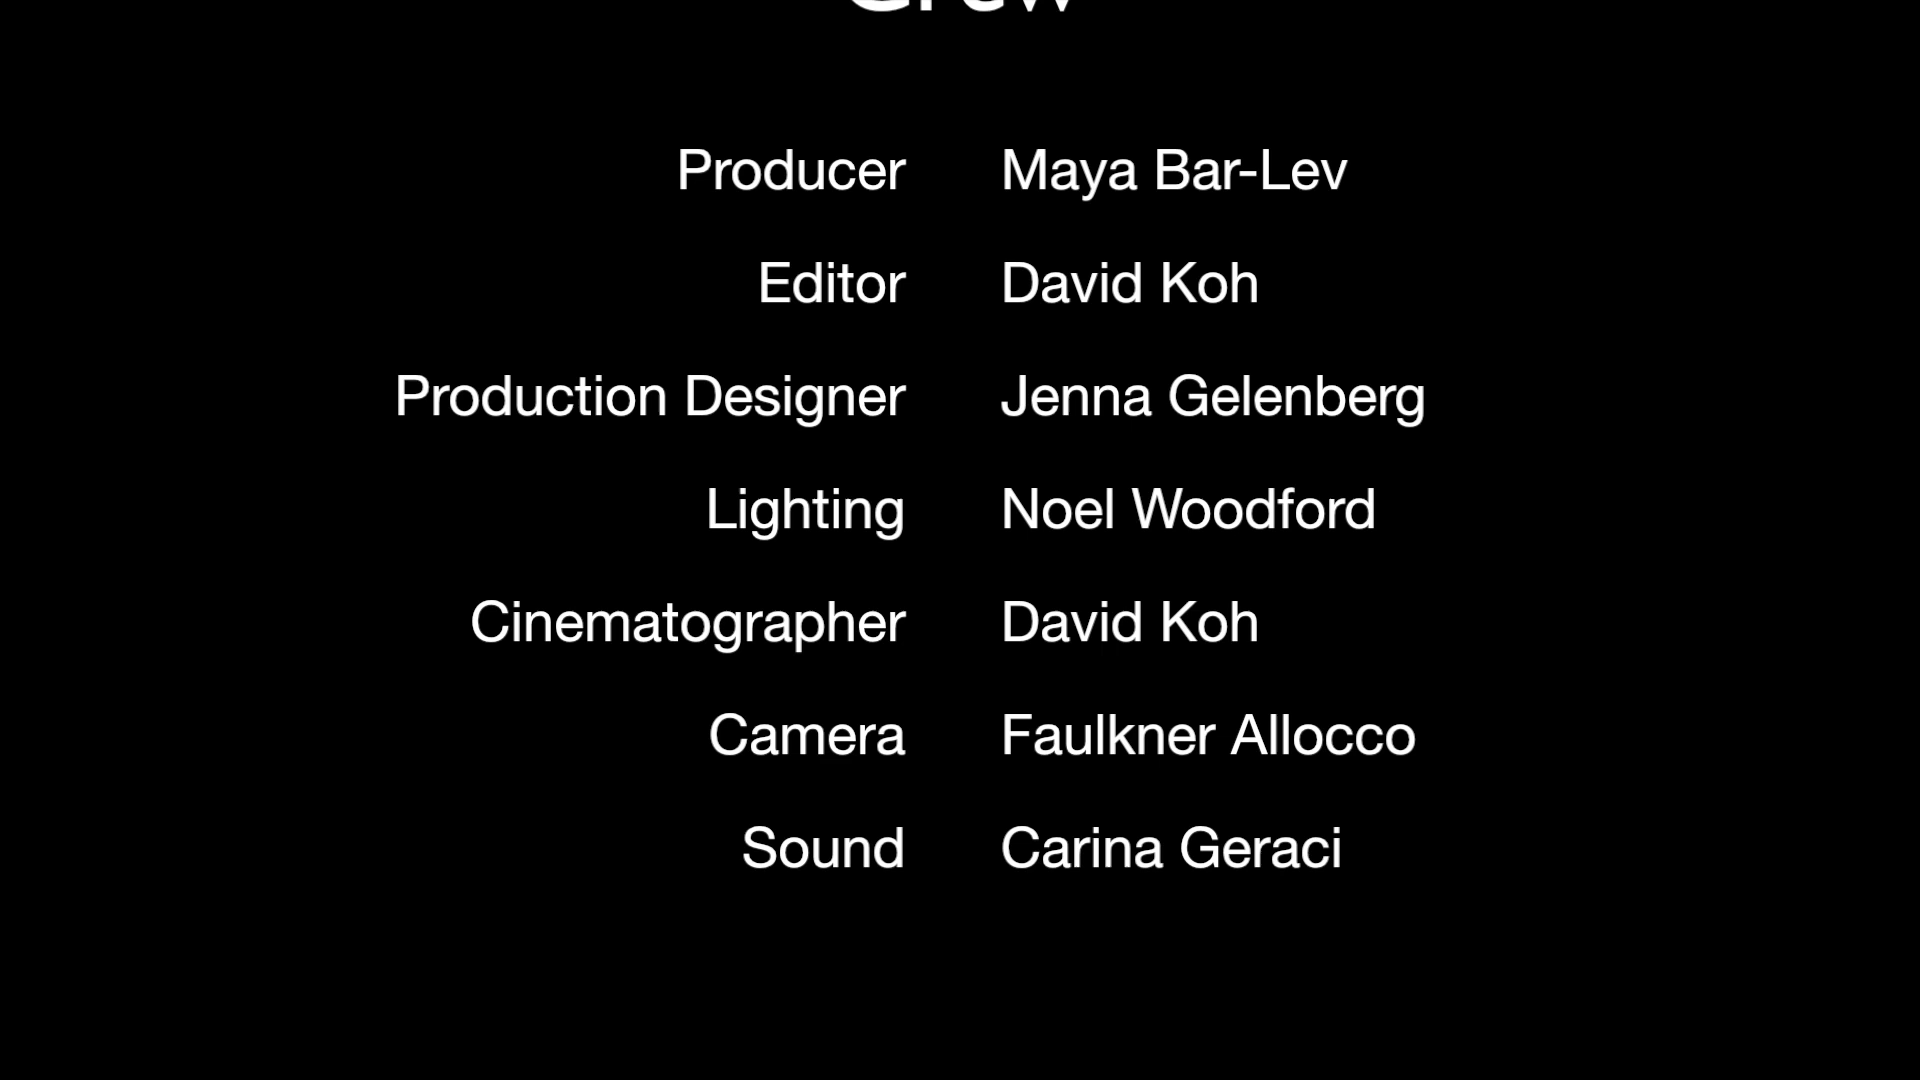 Crew
Producer Maya Bar-Lev
Editor David Koh
Production Designer Jenna Gelenberg
Lighting Noel Woodford
Cinematographer David Koh
Camera Faulkner Allocco
Sound Carina Geraci